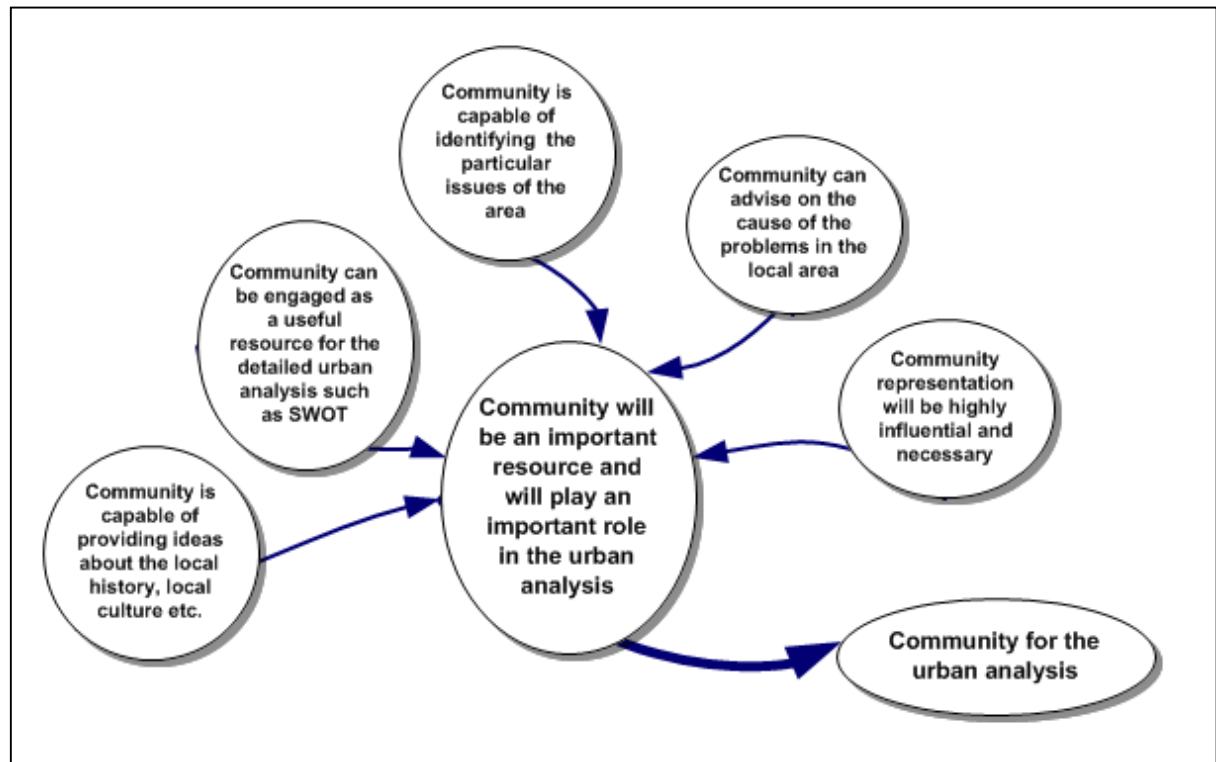 Community is
capable of
identifying the
particular
issues of the
area
Community can
advise on the
cause of the
problems in the
local area
Community can
be engaged as
a useful
resource for the
detailed urban
analysis such
as SWOT
Community
representation
will be highly
influential and
necessary
Community will
be an important
resource and
will play an
important role
in the urban
analysis
Community is
capable of
providing ideas
about the local
history, local
culture etc.
Community for the
urban analysis